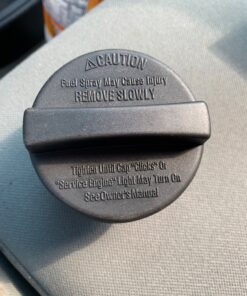 ⚠CAUTION
Fuel Spray May Cause Injury
REMOVE SLOWLY
Tighten Until Cap "Clicks" Or
"Service Engine" Light May Turn On
See Owner's Manual